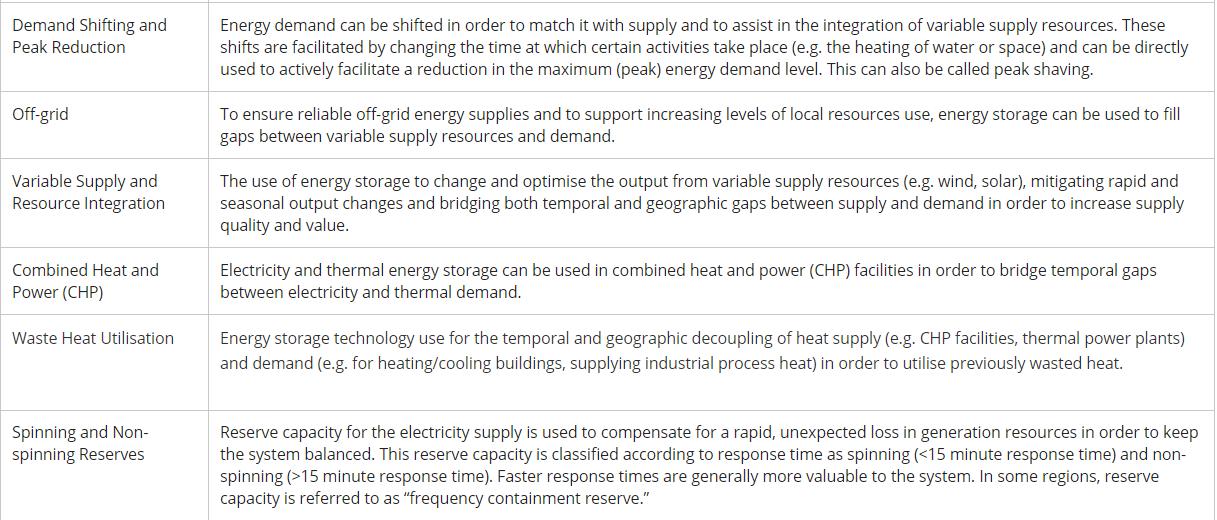 Demand Shifting and
Peak Reduction
Energy demand can be shifted in order to match it with supply and to assist in the integration of variable supply resources. These
shifts are facilitated by changing the time at which certain activities take place (e.g. the heating of water or space) and can be directly
used to actively facilitate a reduction in the maximum (peak) energy demand level. This can also be called peak shaving.
Off-grid
To ensure reliable off-grid energy supplies and to support increasing levels of local resources use, energy storage can be used to fill
gaps between variable supply resources and demand.
Variable Supply and
Resource Integration
The use of energy storage to change and optimise the output from variable supply resources (e.g. wind, solar), mitigating rapid and
seasonal output changes and bridging both temporal and geographic gaps between supply and demand in order to increase supply
quality and value.
Combined Heat and
Power (CHP)
Electricity and thermal energy storage can be used in combined heat and power (CHP) facilities in order to bridge temporal gaps
between electricity and thermal demand.
Waste Heat Utilisation
Energy storage technology use for the temporal and geographic decoupling of heat supply (e.g. CHP facilities, thermal power plants)
and demand (e.g. for heating/cooling buildings, supplying industrial process heat) in order to utilise previously wasted heat.
Spinning and Non-
spinning Reserves
Reserve capacity for the electricity supply is used to compensate for a rapid, unexpected loss in generation resources in order to keep
the system balanced. This reserve capacity is classified according to response time as spinning (<15 minute response time) and non-
spinning (>15 minute response time). Faster response times are generally more valuable to the system. In some regions, reserve
capacity is referred to as “frequency containment reserve.”